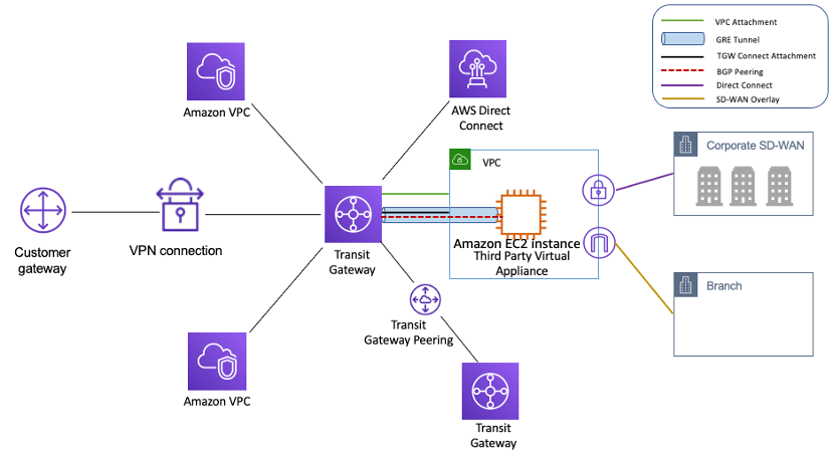 VPC Attachment
GRE Tunnel
TGW Connect Attachment
BGP Peering
Direct Connect
SD-WAN Overlay
Amazon VPC
AWS Direct
Connect
VPC
Corporate SD-WAN
Customer
gateway
VPN connection
Transit
Gateway
Amazon EC2 instance
Third Party Virtual
Appliance
Branch
Transit
Gateway Peering
Amazon VPC
Transit
Gateway